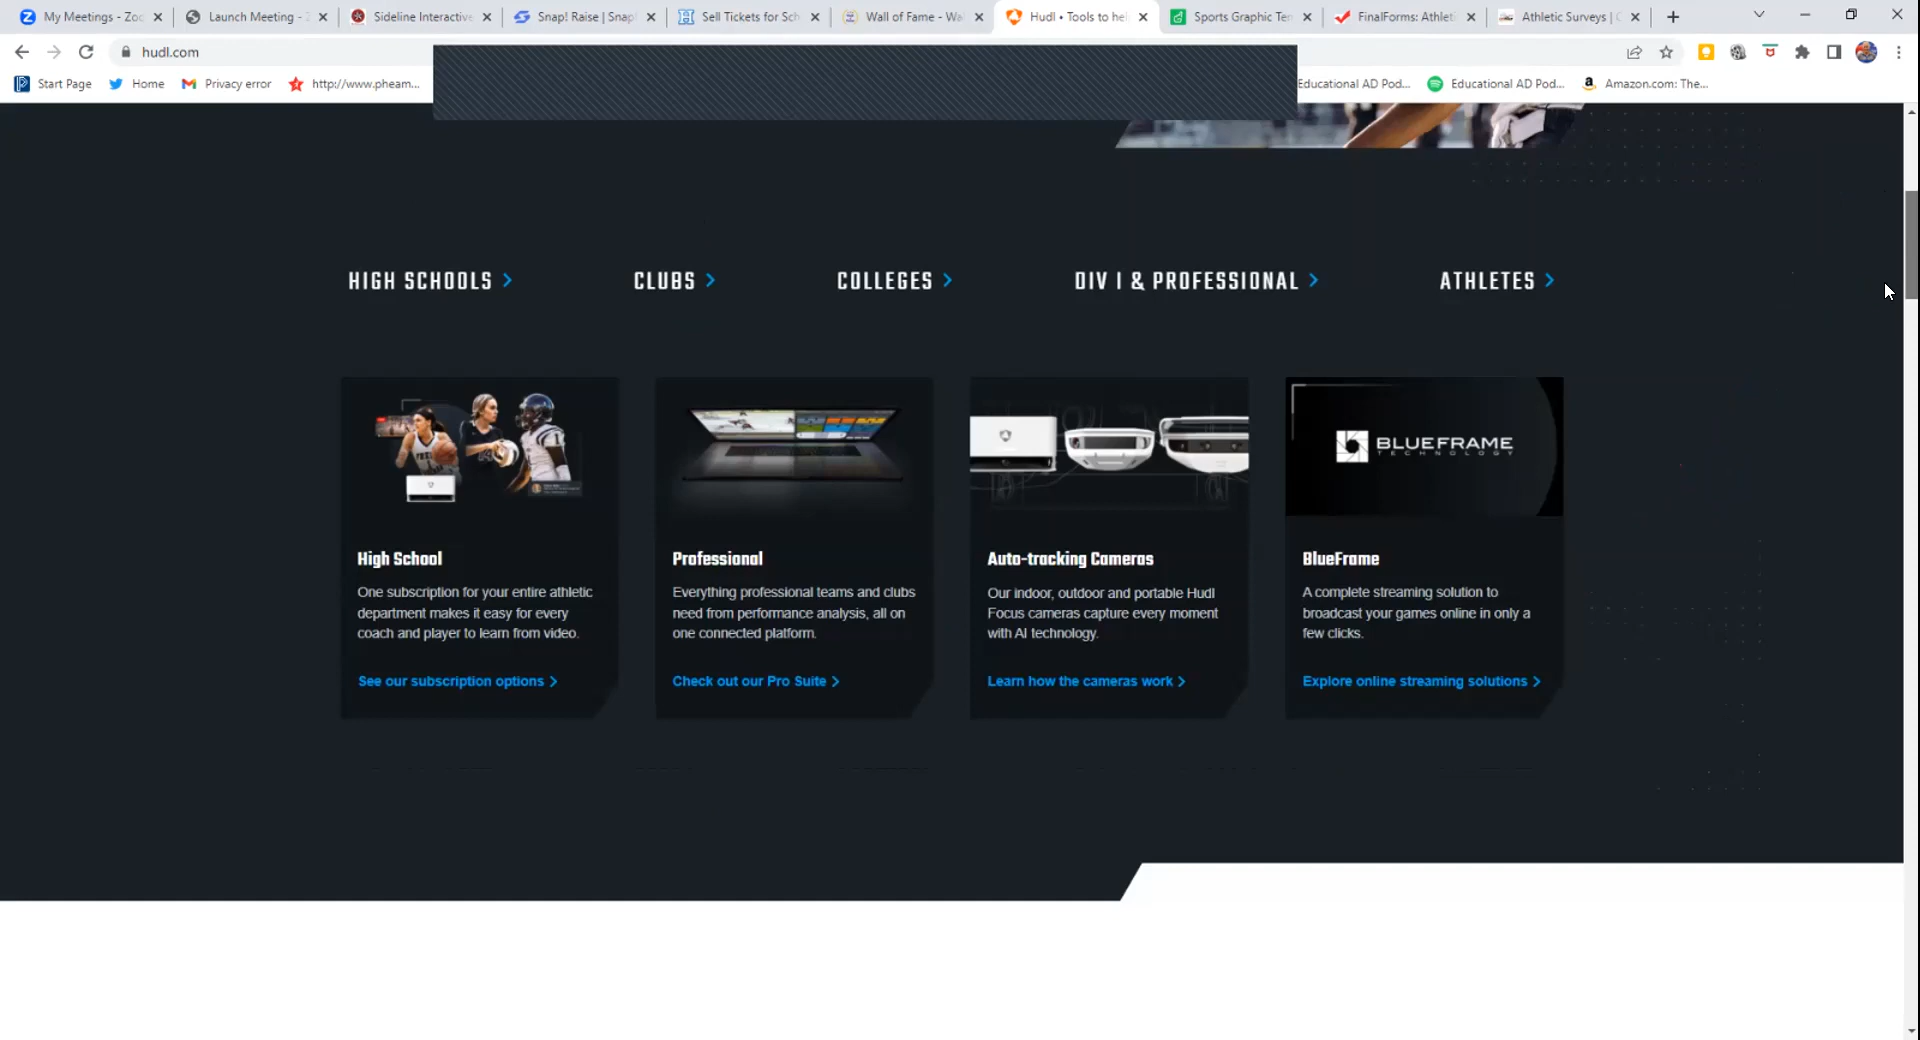 My Meetings - Zoo
Launch Meeting - Z
Sideline Interactive
Snap! Raise | Snap!
Sell Tickets for Sch
Wall of Fame - Wa
Hudl • Tools to hel
Sports Graphic Ten
FinalForms: Athleti
Athletic Surveys | C
hudl.com
Start Page
Home
Privacy error
http://www.pheam...
Educational AD Pod...
Educational AD Pod...
Amazon.com: The...
HIGH SCHOOLS
CLUBS
COLLEGES
DIV I & PROFESSIONAL
ATHLETES
BLUEFRAME
TECHNOLOGY
High School
One subscription for your entire athletic
department makes it easy for every
coach and player to learn from video.
See our subscription options
Professional
Everything professional teams and clubs
need from performance analysis, all on
one connected platform.
Check out our Pro Suite
Auto-tracking Cameras
Our indoor, outdoor and portable Hudl
Focus cameras capture every moment
with AI technology.
Learn how the cameras work
BlueFrame
A complete streaming solution to
broadcast your games online in only a
few clicks.
Explore online streaming solutions